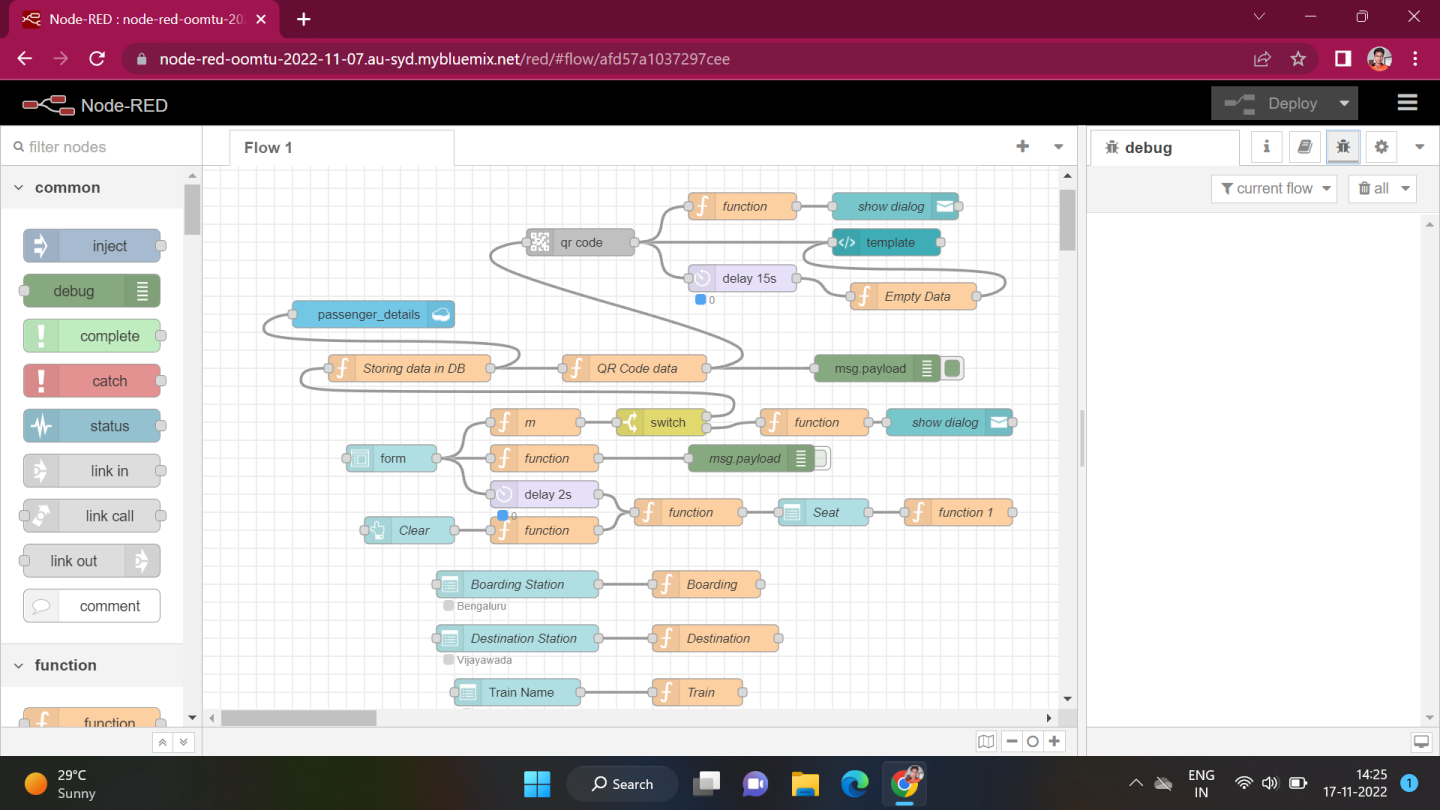 Node-RED : node-red-oomtu-20
node-red-oomtu-2022-11-07.au-syd.mybluemix.net/red/#flow/afd57a1037297cee
Node-RED
Deploy
filter nodes
Flow 1
debug
current flow
all
common
inject
debug
complete
catch
status
link in
link call
link out
comment
function
function
function
show dialog
qr code
template
delay 15s
0
Empty Data
passenger_details
Storing data in DB
QR Code data
msg.payload
m
switch
function
show dialog
form
function
msg.payload
delay 2s
0
function
Seat
function 1
Clear
function
Boarding Station
Boarding
Bengaluru
Destination Station
Destination
Vijayawada
Train Name
Train
29°C
Sunny
Search
ENG
IN
14:25
17-11-2022
1